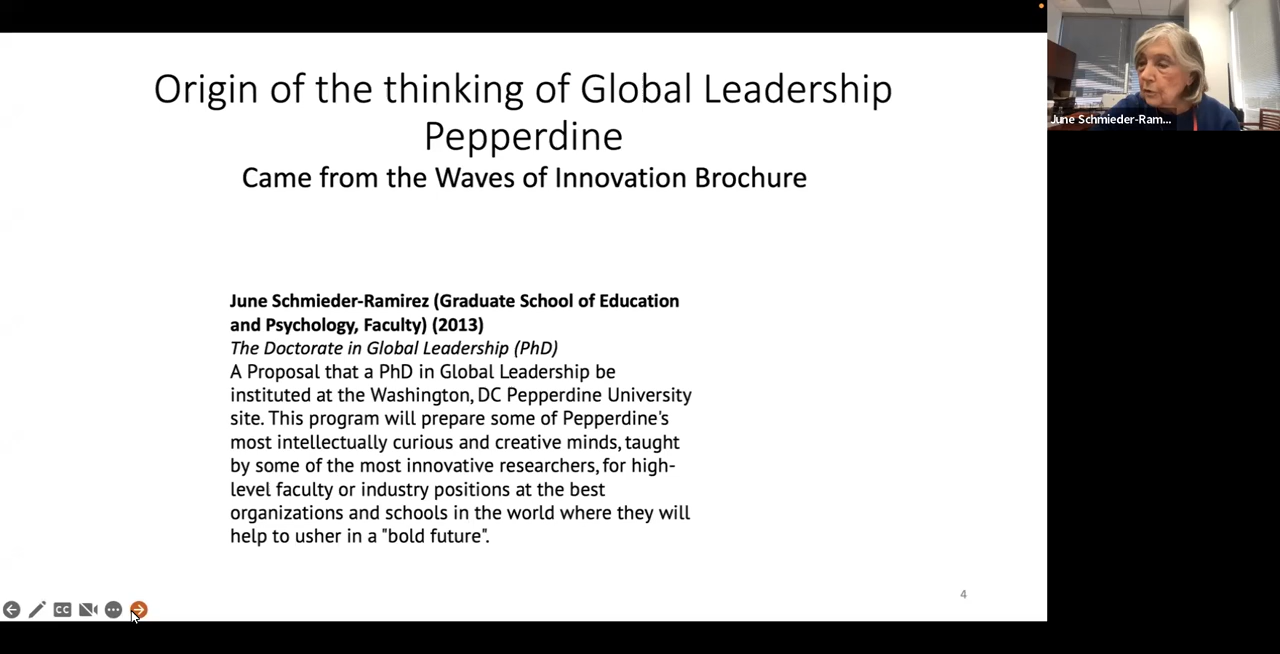 Origin of the thinking of Global Leadership
Pepperdine
Came from the Waves of Innovation Brochure
June Schmieder-Ramirez (Graduate School of Education
and Psychology, Faculty) (2013)
The Doctorate in Global Leadership (PhD)
A Proposal that a PhD in Global Leadership be
instituted at the Washington, DC Pepperdine University
site. This program will prepare some of Pepperdine's
most intellectually curious and creative minds, taught
by some of the most innovative researchers, for high-
level faculty or industry positions at the best
organizations and schools in the world where they will
help to usher in a "bold future".
4
CC
June Schmieder-Ram...